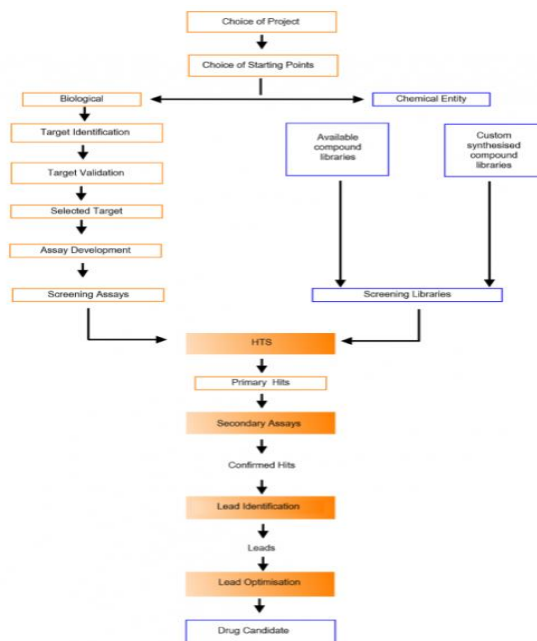 Choice of Project
Choice of Starting Points
Biological
Chemical Entity
Target Identification
Target Validation
Selected Target
Assay Development
Screening Assays
Available
compound
libraries
Custom
synthesised
compound
libraries
Screening Libraries
HTS
Primary Hits
Secondary Assays
Confirmed Hits
Lead Identification
Leads
Lead Optimisation
Drug Candidate